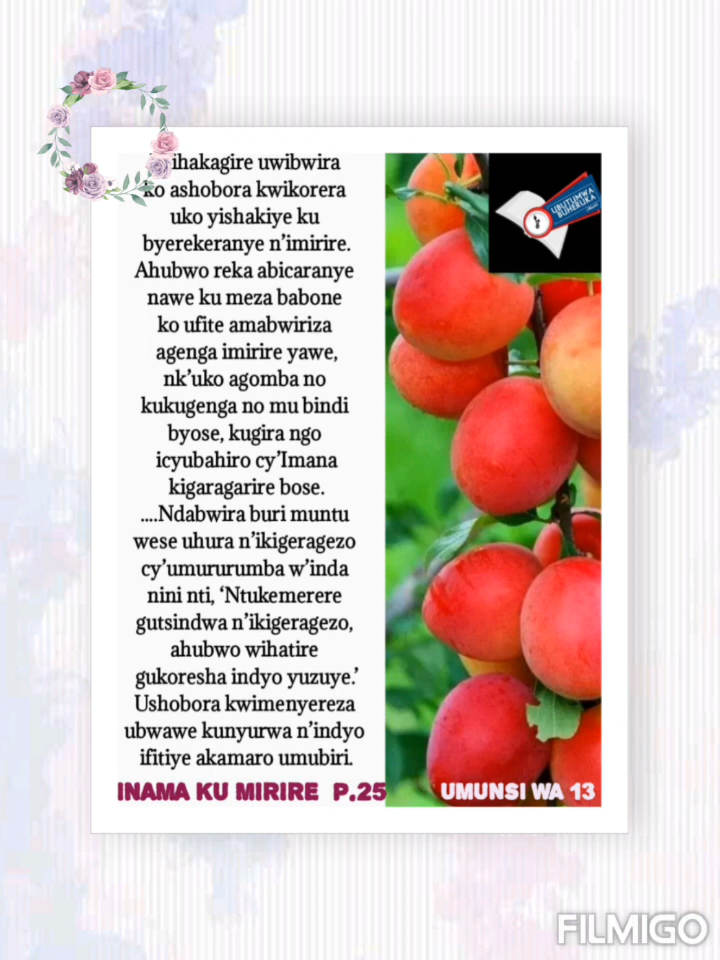 ihakagire uwibwira
ko ashobora kwikorera
uko yishakiye ku
byerekeranye n’imirire.
Ahubwo reka abicaranye
nawe ku meza babone
ko ufite amabwiriza
agenga imirire yawe,
nk’uko agomba no
kukugenga no mu bindi
byose, kugira ngo
icyubahiro cy’Imana
kigaragarire bose.
....Ndabwira buri muntu
wese uhura n’ikigeragezo
cy’umururumba w’inda
nini nti, ‘Ntukemerere
gutsindwa n’ikigeragezo,
ahubwo wihatire
gukoresha indyo yuzuye.’
Ushobora kwimenyereza
ubwawe kunyurwa n’indyo
ifitiye akamaro umubiri.
INAMA KU MIRIRE P.25
UBUTUMWA
BUHERUKA
UMUNSI WA 13
FILMIGO